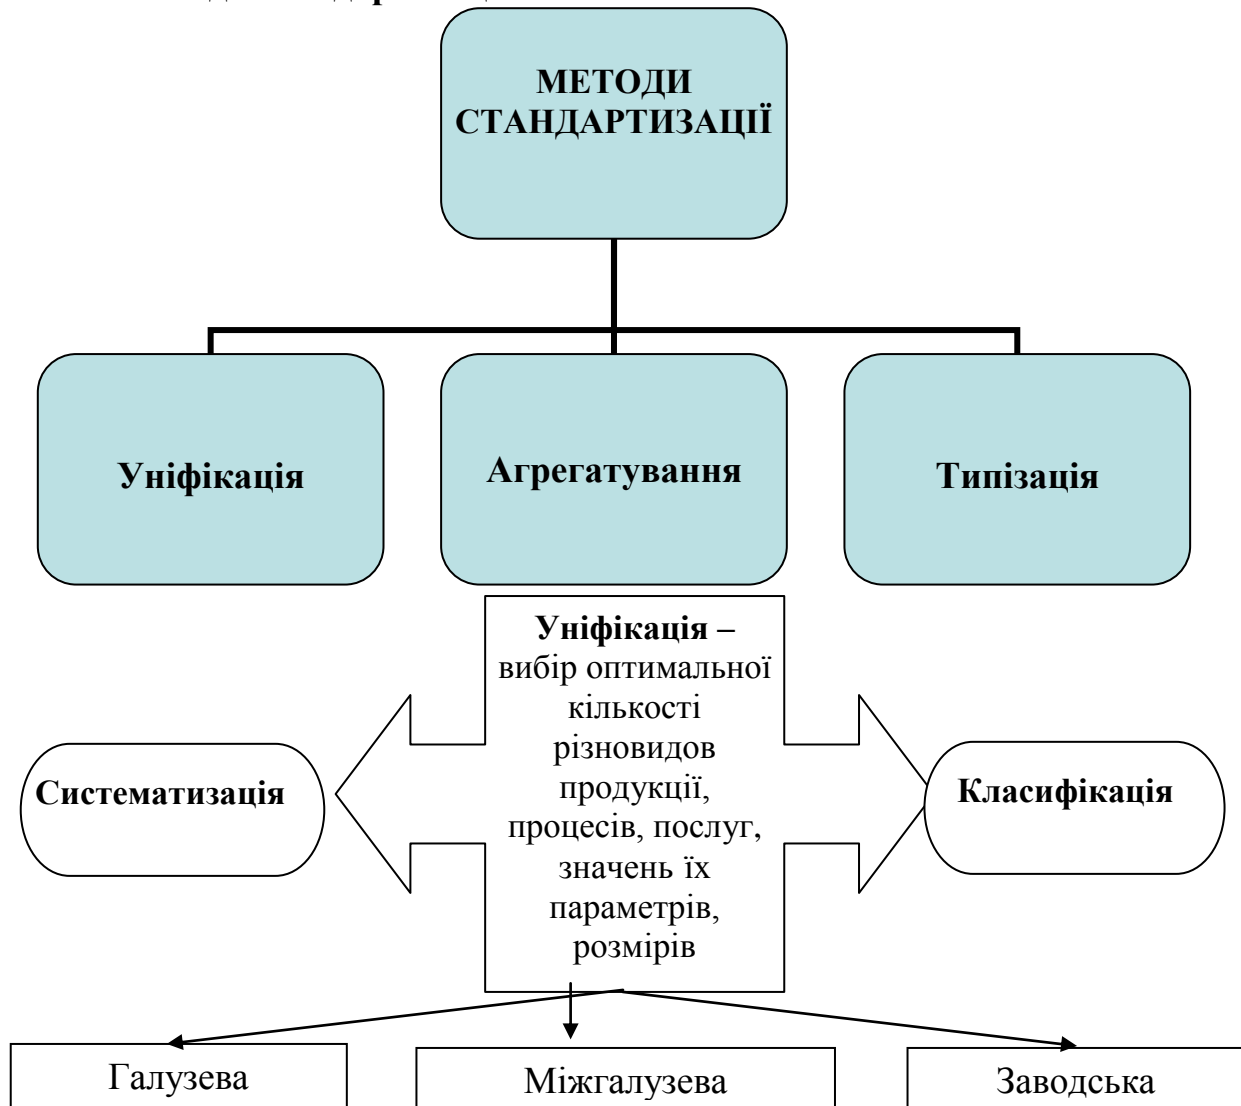 МЕТОДИ
СТАНДАРТИЗАЦІЇ
Уніфікація
Агрегатування
Типізація
Уніфікація –
вибір оптимальної
кількості
різновидов
продукції,
процесів, послуг,
значень їх
параметрів,
розмірів
Систематизація
Класифікація
Галузева
Міжгалузева
Заводська